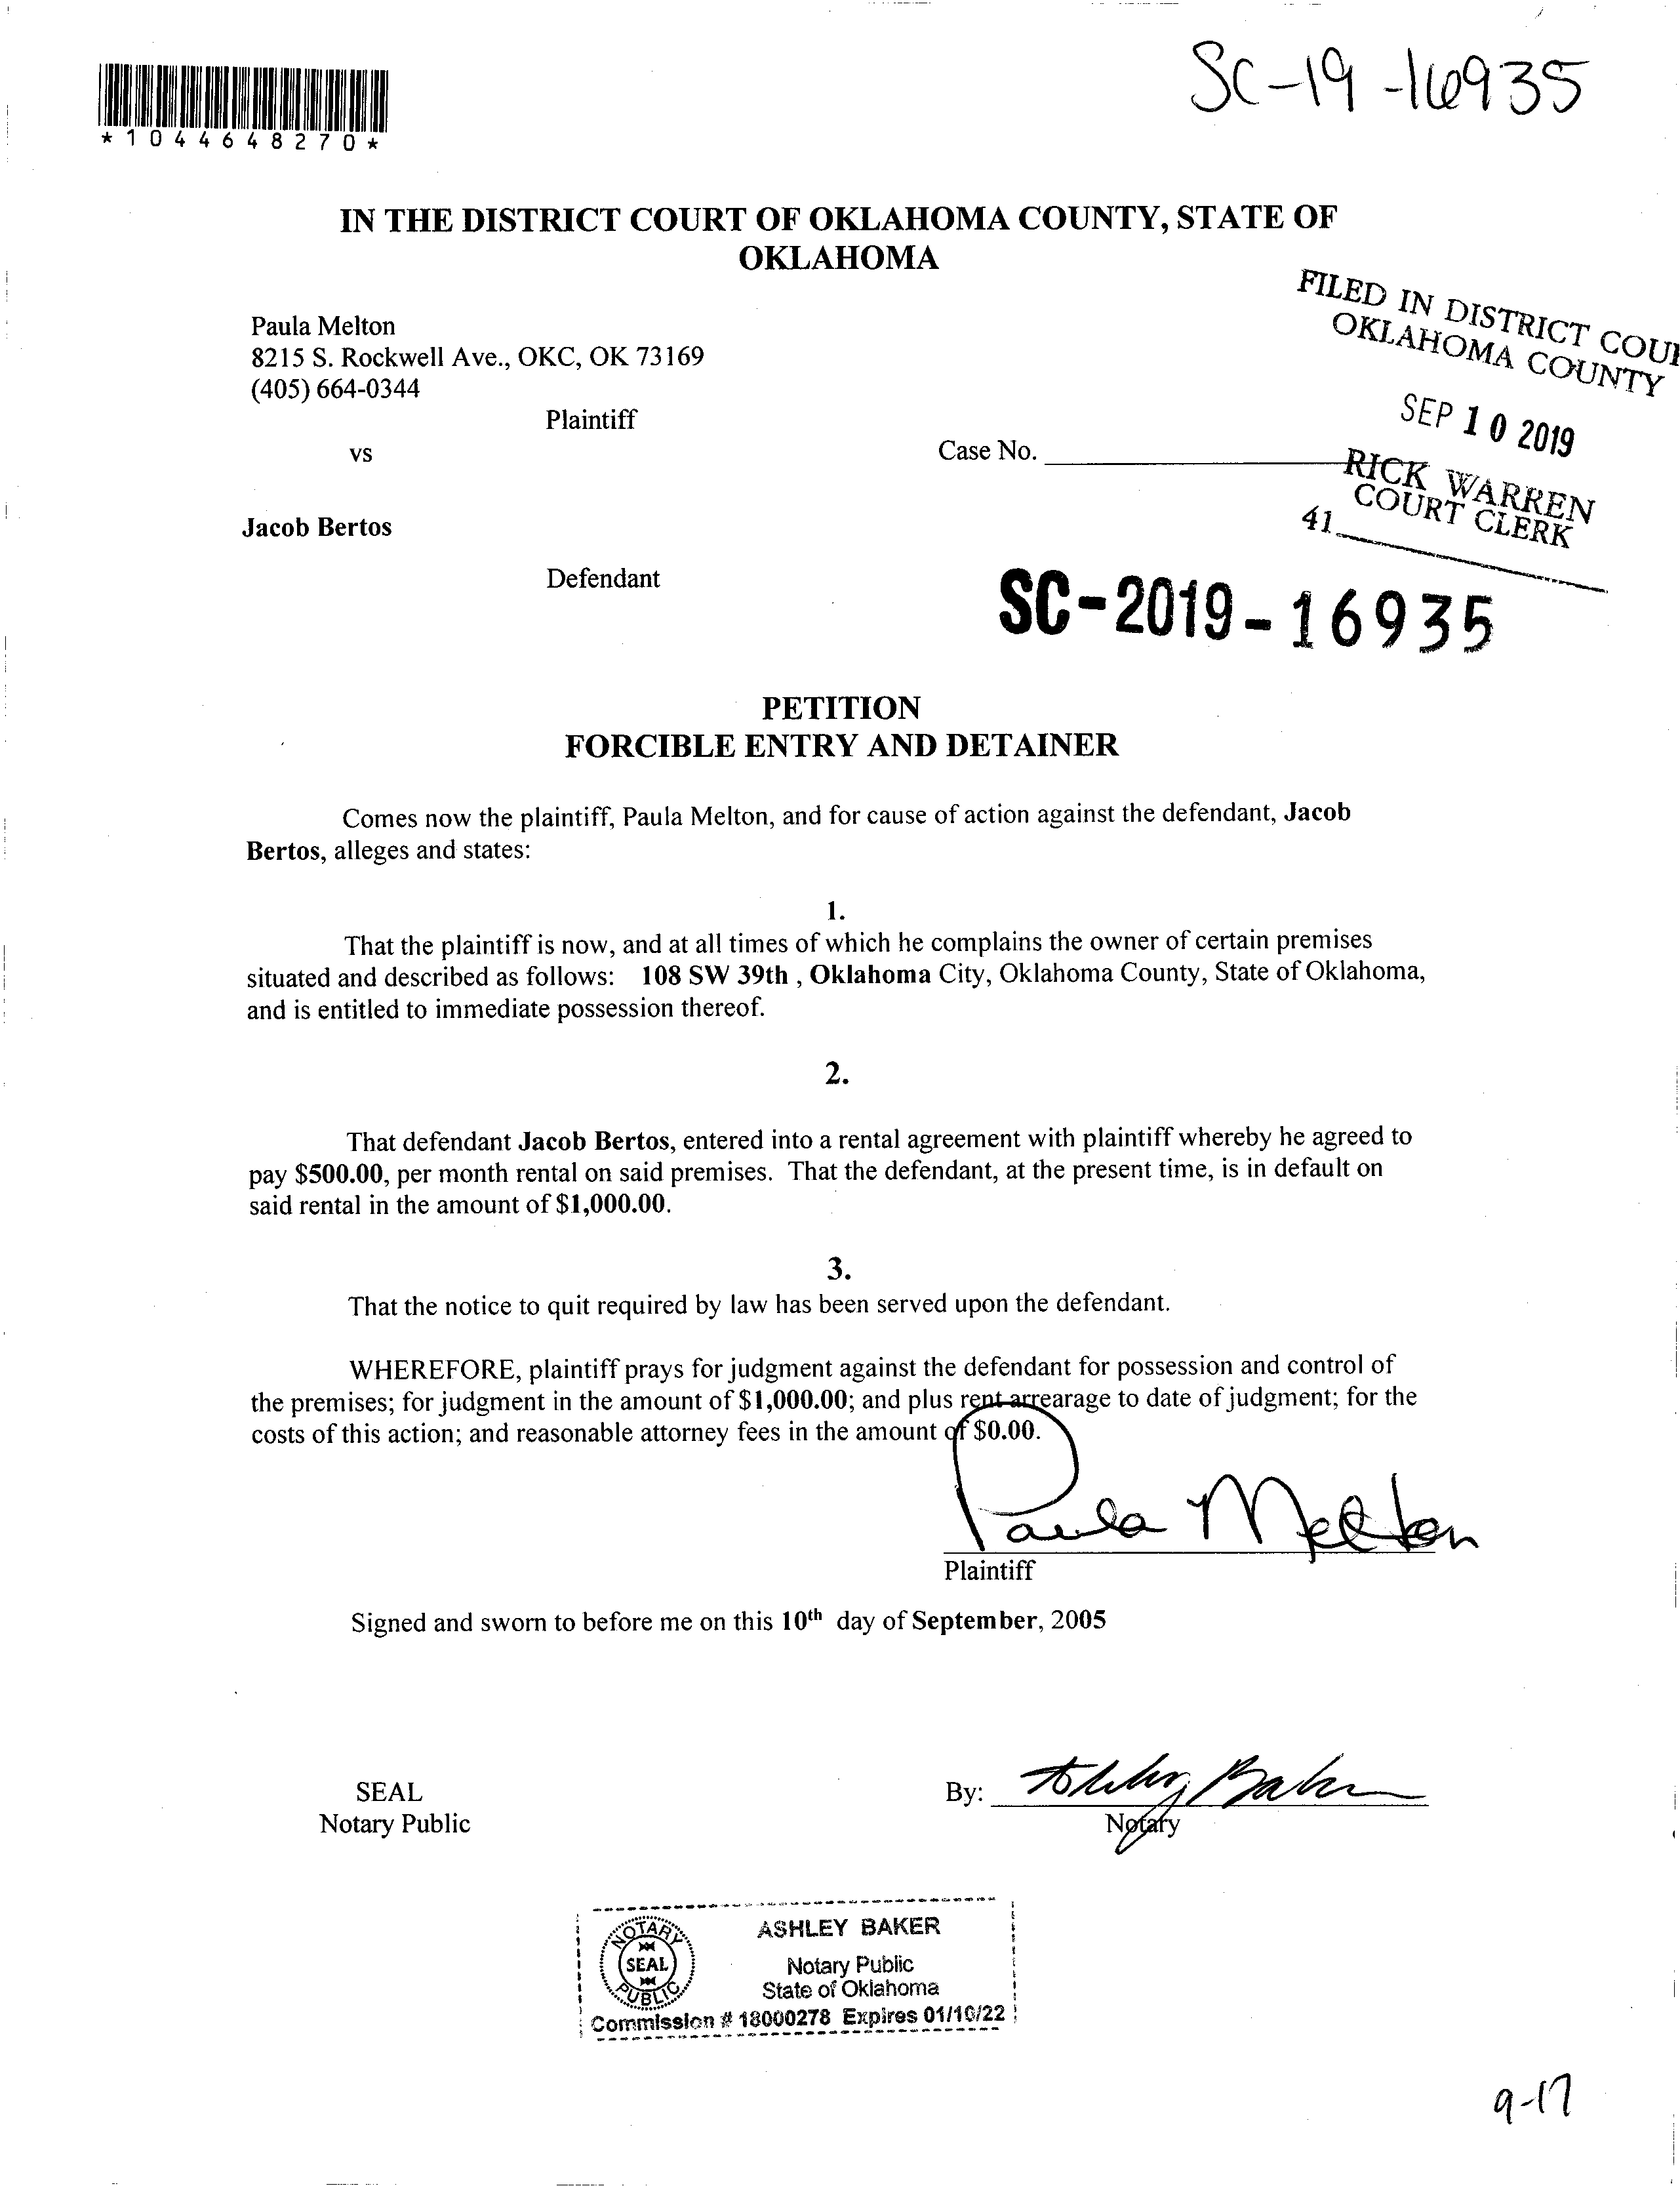 SC-19-16935
*1044648270*
IN THE DISTRICT COURT OF OKLAHOMA COUNTY, STATE OF
OKLAHOMA
FILED IN DISTRICT COU
OKLAHOMA COUNTY
Paula Melton
8215 S. Rockwell Ave., OKC, OK 73169
(405) 664-0344
Plaintiff
SEP 10 2019
vs
Case No.
RICK WARREN
COURT CLERK
41
Jacob Bertos
Defendant
SC-2019-16935
PETITION
FORCIBLE ENTRY AND DETAINER
Comes now the plaintiff, Paula Melton, and for cause of action against the defendant, Jacob
Bertos, alleges and states:
1.
That the plaintiff is now, and at all times of which he complains the owner of certain premises
situated and described as follows: 108 SW 39th , Oklahoma City, Oklahoma County, State of Oklahoma,
and is entitled to immediate possession thereof.
2.
That defendant Jacob Bertos, entered into a rental agreement with plaintiff whereby he agreed to
pay $500.00, per month rental on said premises. That the defendant, at the present time, is in default on
said rental in the amount of $1,000.00.
3.
That the notice to quit required by law has been served upon the defendant.
WHEREFORE, plaintiff prays for judgment against the defendant for possession and control of
the premises; for judgment in the amount of $1,000.00; and plus rent arrearage to date of judgment; for the
costs of this action; and reasonable attorney fees in the amount of $0.00.
Paula Melton
Plaintiff
Signed and sworn to before me on this 10th day of September, 2005
SEAL
Notary Public
By: Ashley Baker
Notary
NOTARY
SEAL
PUBLIC
ASHLEY BAKER
Notary Public
State of Oklahoma
Commission # 18000278 Expires 01/10/22
9-17